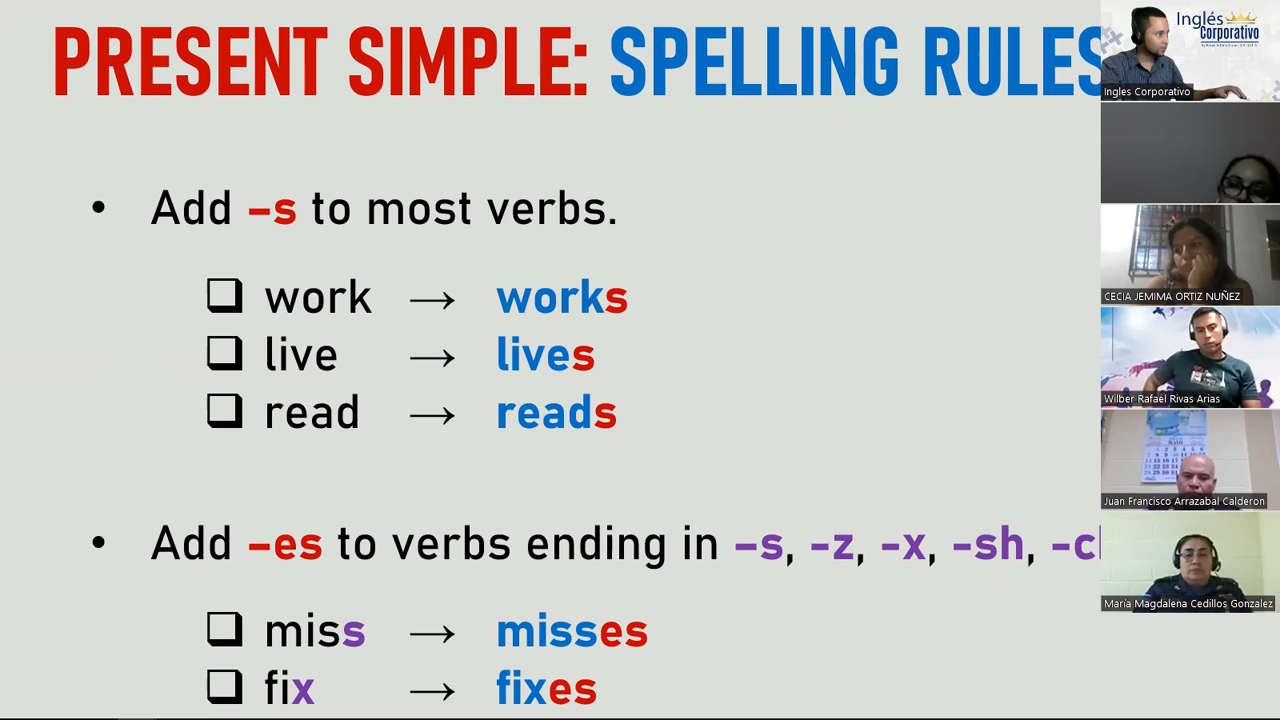 PRESENT SIMPLE: SPELLING RULES
• Add –s to most verbs.
❑ work → works
❑ live → lives
❑ read → reads
• Add –es to verbs ending in –s, –z, –x, –sh, –c
❑ miss → misses
❑ fix → fixes
Inglés
Corporativo
Ingles Corporativo
CECIA JEMIMA ORTIZ NUÑEZ
Wilber Rafael Rivas Arias
Juan Francisco Arrazabal Calderon
María Magdalena Cedillos Gonzalez